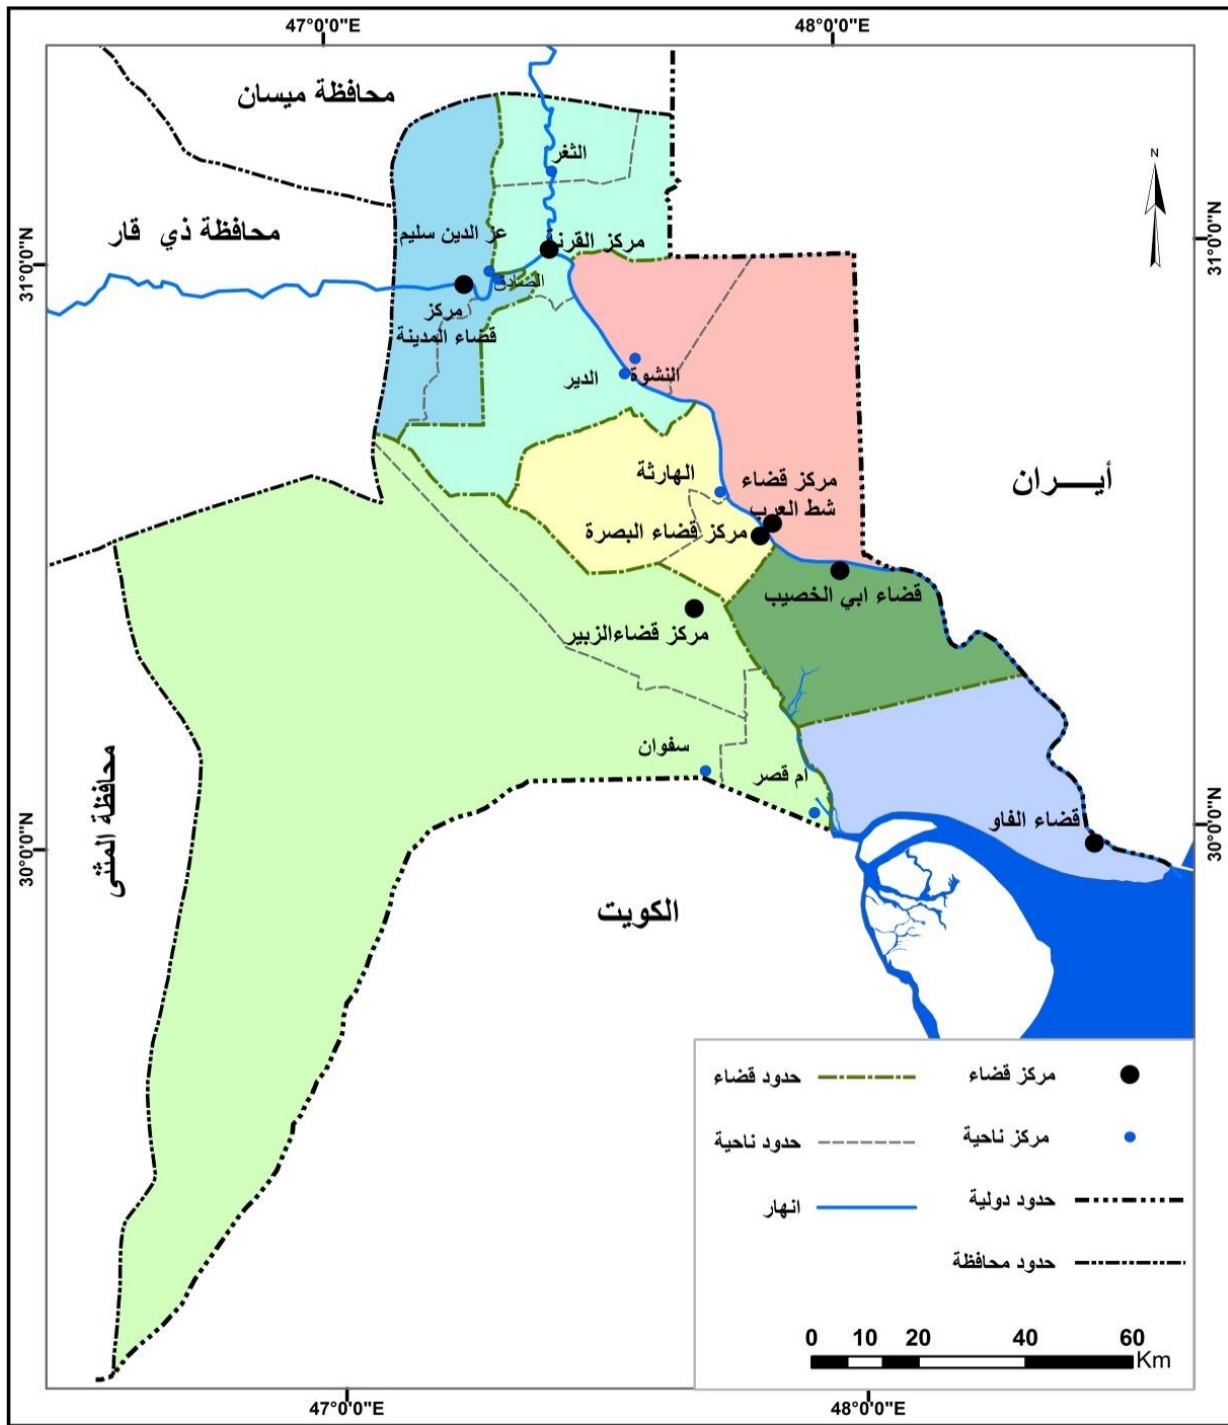 47°0'0"E
48°0'0"E
محافظة ميسان
الثغر
محافظة ذي قار
عز الدين سليم
مركز القرنة
31°0'0"N
31°0'0"N
الصادق
مركز
قضاء المدينة
النشوة
الدير
أيـــران
الهارثة
مركز قضاء
شط العرب
مركز قضاء البصرة
قضاء ابي الخصيب
مركز قضاءالزبير
سفوان
ام قصر
محافظة المثنى
قضاء الفاو
30°0'0"N
30°0'0"N
الكويت
مركز قضاء
حدود قضاء
مركز ناحية
حدود ناحية
حدود دولية
انهار
حدود محافظة
0 10 20 40 60
Km
N
47°0'0"E
48°0'0"E